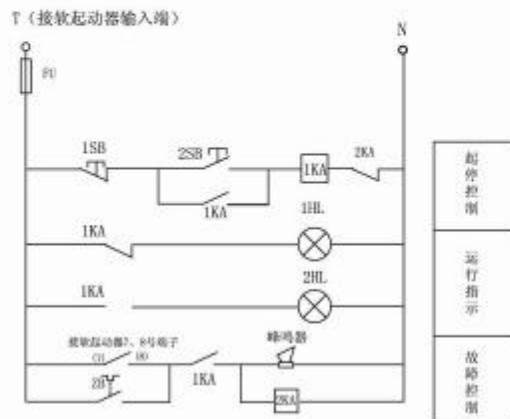 T（接软起动器输入端）
N
FU
1SB
2SB
1KA
2KA
1KA
起停控制
1KA
1HL
运行指示
1KA
2HL
接软起动器7、8号端子
蜂鸣器
ZB
1KA
2KA
故障控制